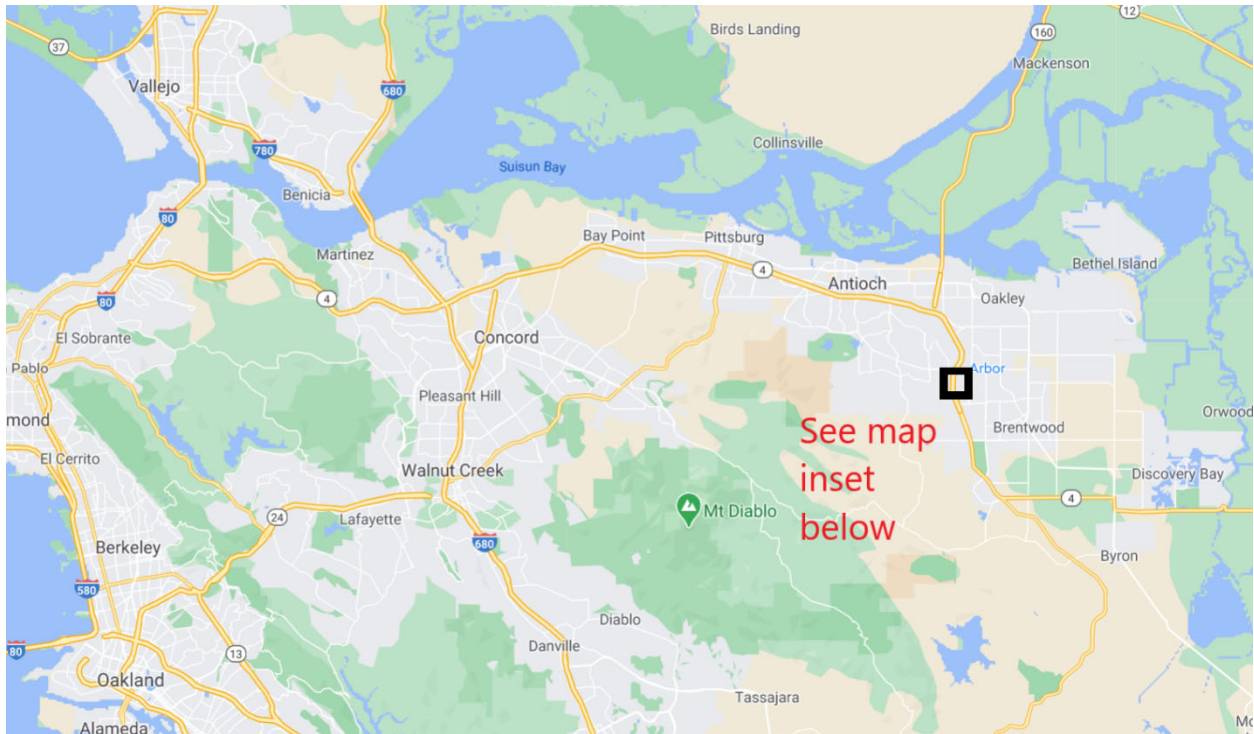 Birds Landing
12
160
37
Mackenson
Vallejo
680
Collinsville
780
Suisun Bay
Benicia
80
Bay Point
Pittsburg
Martinez
4
Bethel Island
Antioch
4
80
Oakley
El Sobrante
Concord
Pablo
Arbor
Pleasant Hill
Orwood
mond
See map
inset
below
Brentwood
El Cerrito
Walnut Creek
Discovery Bay
4
Mt Diablo
24
Lafayette
680
Berkeley
Byron
580
Diablo
Danville
80
13
Oakland
Tassajara
Mo
Alameda